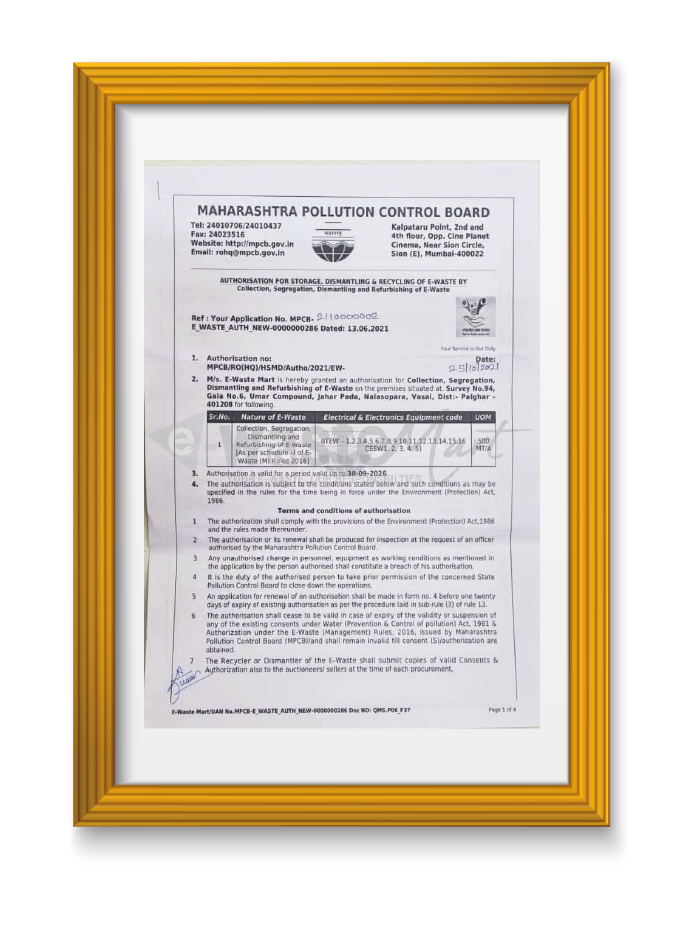 MAHARASHTRA POLLUTION CONTROL BOARD
Tel: 24010706/24010437
Fax: 24023516
Website: http://mpcb.gov.in
Email: rohq@mpcb.gov.in
Kalpataru Point, 2nd and
4th floor, Opp. Cine Planet
Cinema, Near Sion Circle,
Sion (E), Mumbai-400022
AUTHORISATION FOR STORAGE, DISMANTLING & RECYCLING OF E-WASTE BY
Collection, Segregation, Dismantling and Refurbishing of E-Waste
Ref : Your Application No. MPCB- 2110000002
E_WASTE_AUTH_NEW-0000000286 Dated: 13.06.2021
Your Service is Our Duty
1. Authorisation no:
MPCB/RO(HQ)/HSMD/Autho/2021/EW-
Date:
25/10/2021
2. M/s. E-Waste Mart is hereby granted an authorisation for Collection, Segregation,
Dismantling and Refurbishing of E-Waste on the premises situated at. Survey No.94,
Gala No.6, Umar Compound, Jahar Pada, Nalasopara, Vasai, Dist:- Palghar -
401208 for following.
Sr.No. Nature of E-Waste Electrical & Electronics Equipment code UOM
1 Collection, Segregation, Dismantling and Refurbishing of E-Waste [As per schedule -I of E-Waste (M) Rules 2016] IITEW – 1,2,3,4,5,6,7,8,9,10,11,12,13,14,15,16 CEEW1, 2, 3, 4, 5) 500 MT/A
3. Authorisation is valid for a period valid up to 30-09-2026
4. The authorisation is subject to the conditions stated below and such conditions as may be
specified in the rules for the time being in force under the Environment (Protection) Act,
1986.
Terms and conditions of authorisation
1 The authorization shall comply with the provisions of the Environment (Protection) Act,1986
and the rules made thereunder.
2 The authorisation or its renewal shall be produced for inspection at the request of an officer
authorised by the Maharashtra Pollution Control Board.
3 Any unauthorised change in personnel, equipment as working conditions as mentioned in
the application by the person authorised shall constitute a breach of his authorisation.
4 It is the duty of the authorised person to take prior permission of the concerned State
Pollution Control Board to close down the operations.
5 An application for renewal of an authorisation shall be made in form no. 4 before one twenty
days of expiry of existing authorisation as per the procedure laid in sub-rule (3) of rule 13.
6 The authorisation shall cease to be valid in case of expiry of the validity or suspension of
any of the existing consents under Water (Prevention & Control of pollution) Act, 1981 &
Authorization under the E-Waste (Management) Rules, 2016, issued by Maharashtra
Pollution Control Board (MPCB)and shall remain invalid till consent (S)/authorization are
obtained.
7 The Recycler or Dismantler of the E-Waste shall submit copies of valid Consents &
Authorization also to the auctioneers/ sellers at the time of each procurement.
E-Waste Mart/UAN No.MPCB-E_WASTE_AUTH_NEW-0000000286 Doc NO: QMS.P06_F37
Page 1 of 4